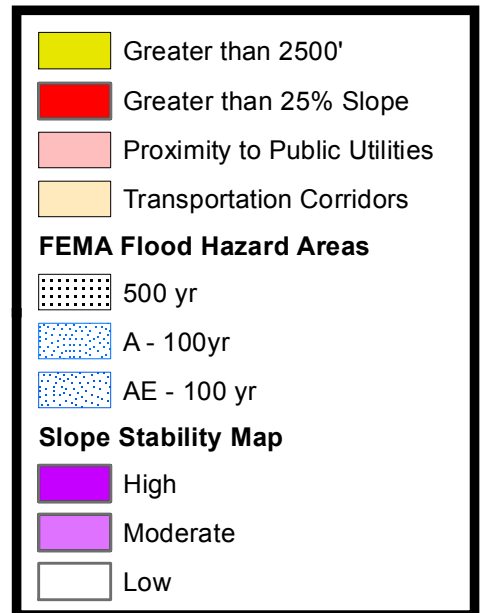 Greater than 2500'
Greater than 25% Slope
Proximity to Public Utilities
Transportation Corridors
FEMA Flood Hazard Areas
500 yr
A - 100yr
AE - 100 yr
Slope Stability Map
High
Moderate
Low